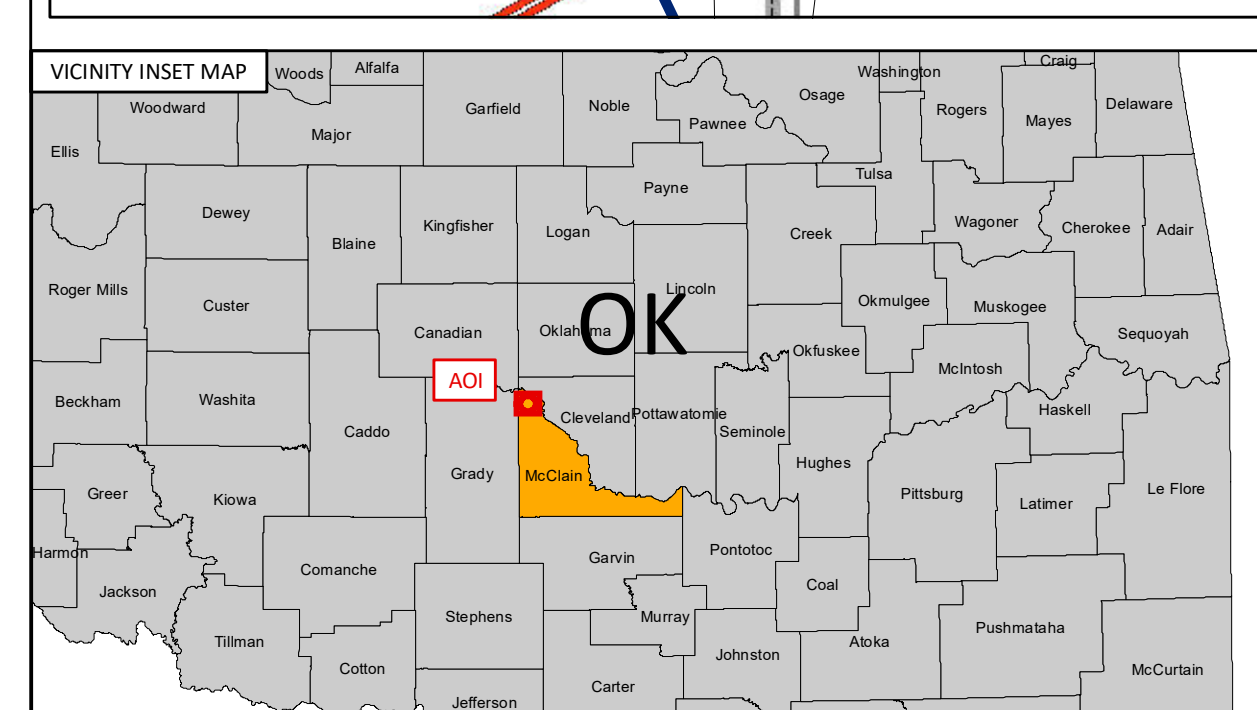 VICINITY INSET MAP
Woods
Alfalfa
Washington
Craig
Woodward
Major
Garfield
Noble
Pawnee
Osage
Rogers
Mayes
Delaware
Ellis
Tulsa
Payne
Dewey
Blaine
Kingfisher
Logan
Creek
Wagoner
Cherokee
Adair
Roger Mills
Custer
Canadian
Oklahoma
Lincoln
OK
Okmulgee
Muskogee
Sequoyah
Okfuskee
McIntosh
AOI
Beckham
Washita
Caddo
Cleveland
Pottawatomie
Seminole
Haskell
Grady
McClain
Hughes
Greer
Kiowa
Pittsburg
Latimer
Le Flore
Harmon
Jackson
Comanche
Garvin
Pontotoc
Coal
Stephens
Murray
Tillman
Cotton
Johnston
Atoka
Pushmataha
McCurtain
Carter
Jefferson